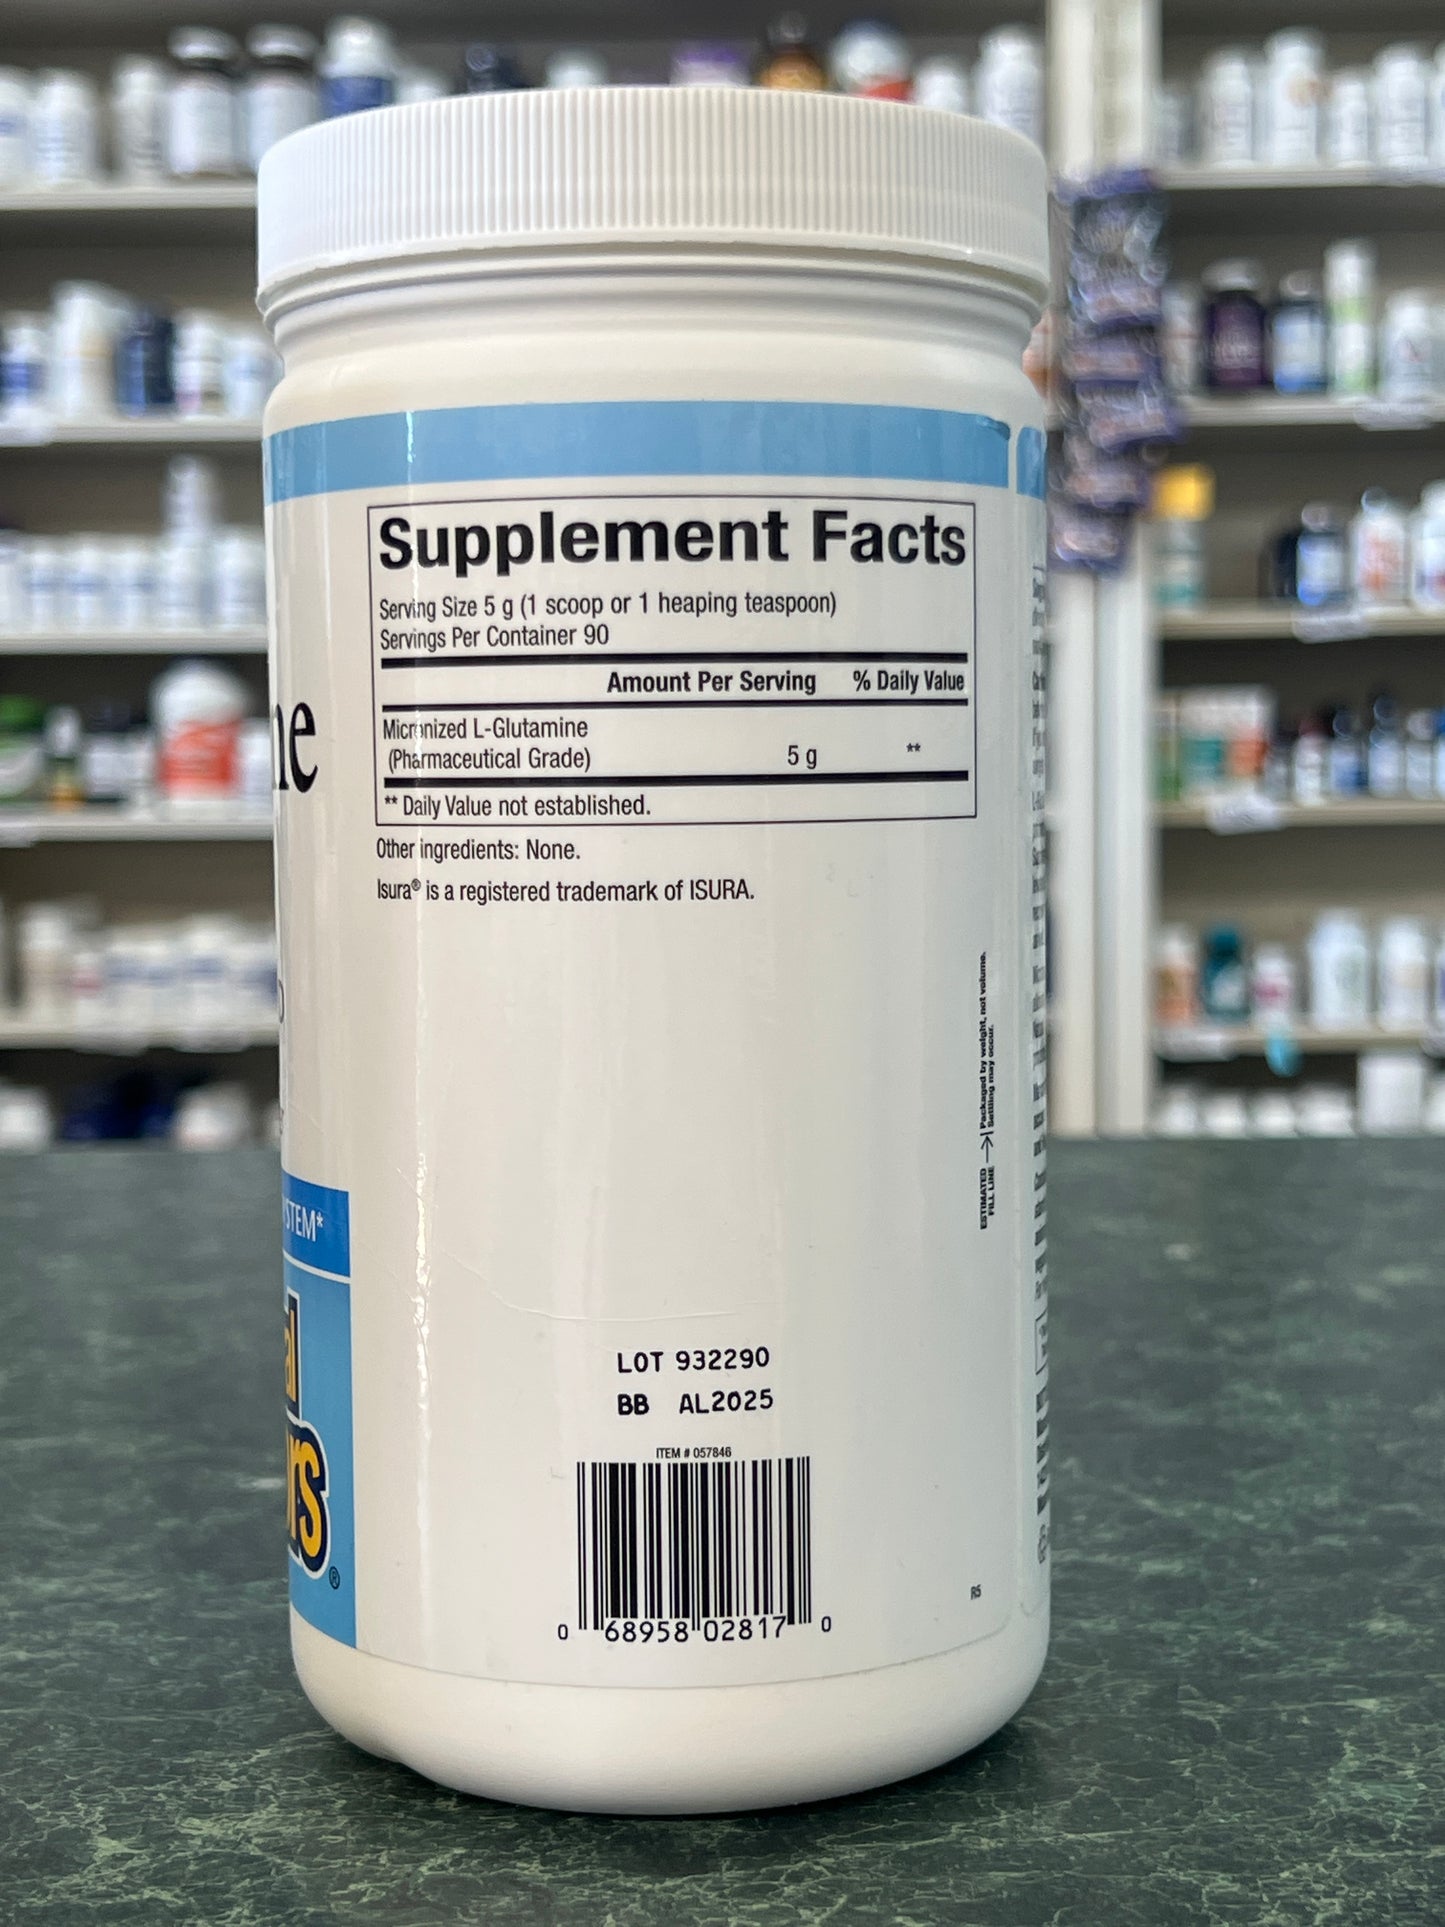 Supplement Facts
Serving Size 5 g (1 scoop or 1 heaping teaspoon)
Servings Per Container 90
Amount Per Serving % Daily Value
Micronized L-Glutamine
(Pharmaceutical Grade) 5 g **
** Daily Value not established.
Other ingredients: None.
Isura® is a registered trademark of ISURA.
ESTIMATED
FILL LINE
Packaged by weight, not volume.
Settling may occur.
LOT 932290
BB AL2025
ITEM # 057846
0 68958 02817 0
R5